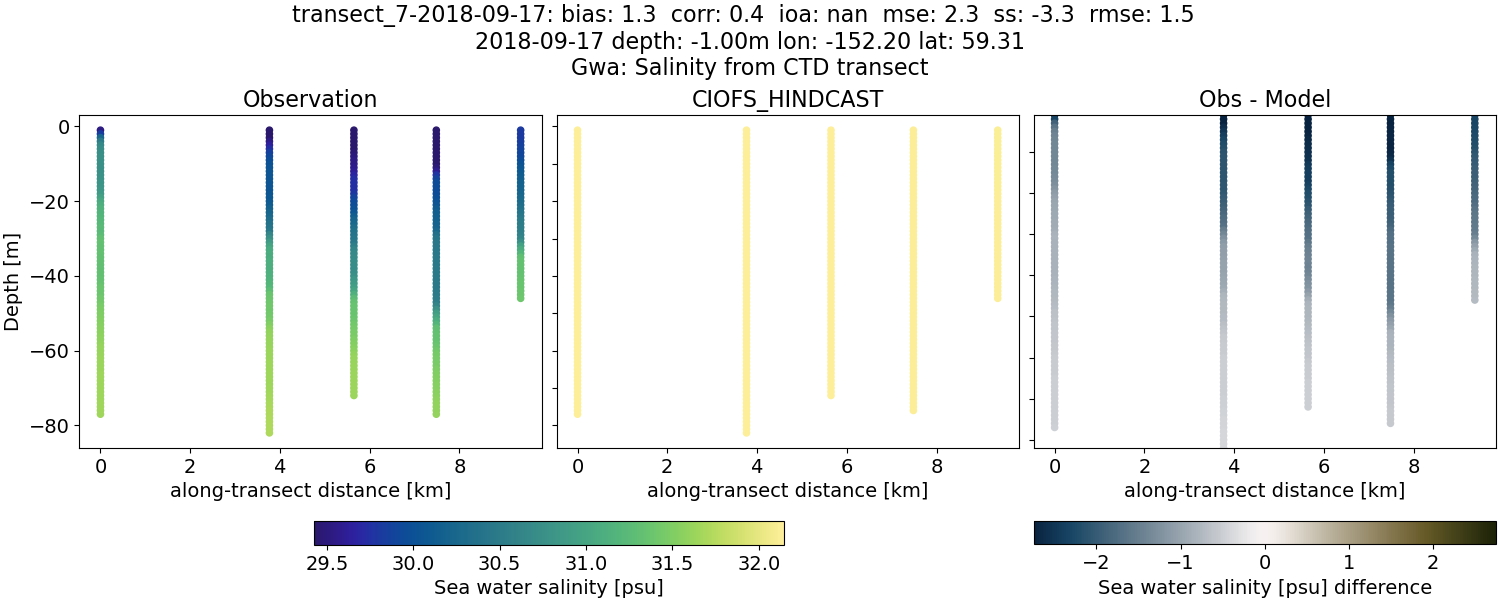 transect_7-2018-09-17: bias: 1.3  corr: 0.4  ioa: nan  mse: 2.3  ss: -3.3  rmse: 1.5
2018-09-17 depth: -1.00m lon: -152.20 lat: 59.31
Gwa: Salinity from CTD transect
Observation
CIOFS_HINDCAST
Obs - Model
Depth [m]
0
−20
−40
−60
−80
0 2 4 6 8
0 2 4 6 8
0 2 4 6 8
along-transect distance [km]
along-transect distance [km]
along-transect distance [km]
29.5 30.0 30.5 31.0 31.5 32.0
Sea water salinity [psu]
−2 −1 0 1 2
Sea water salinity [psu] difference